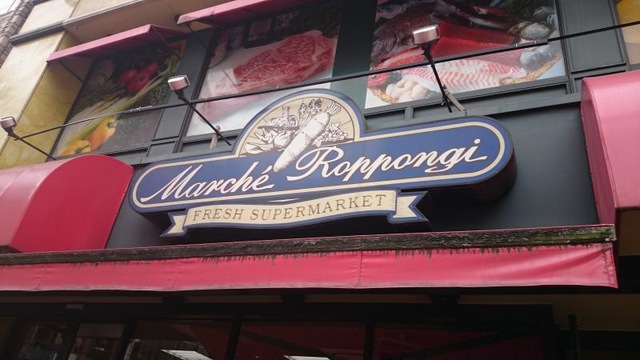 Marché Roppongi
FRESH SUPERMARKET